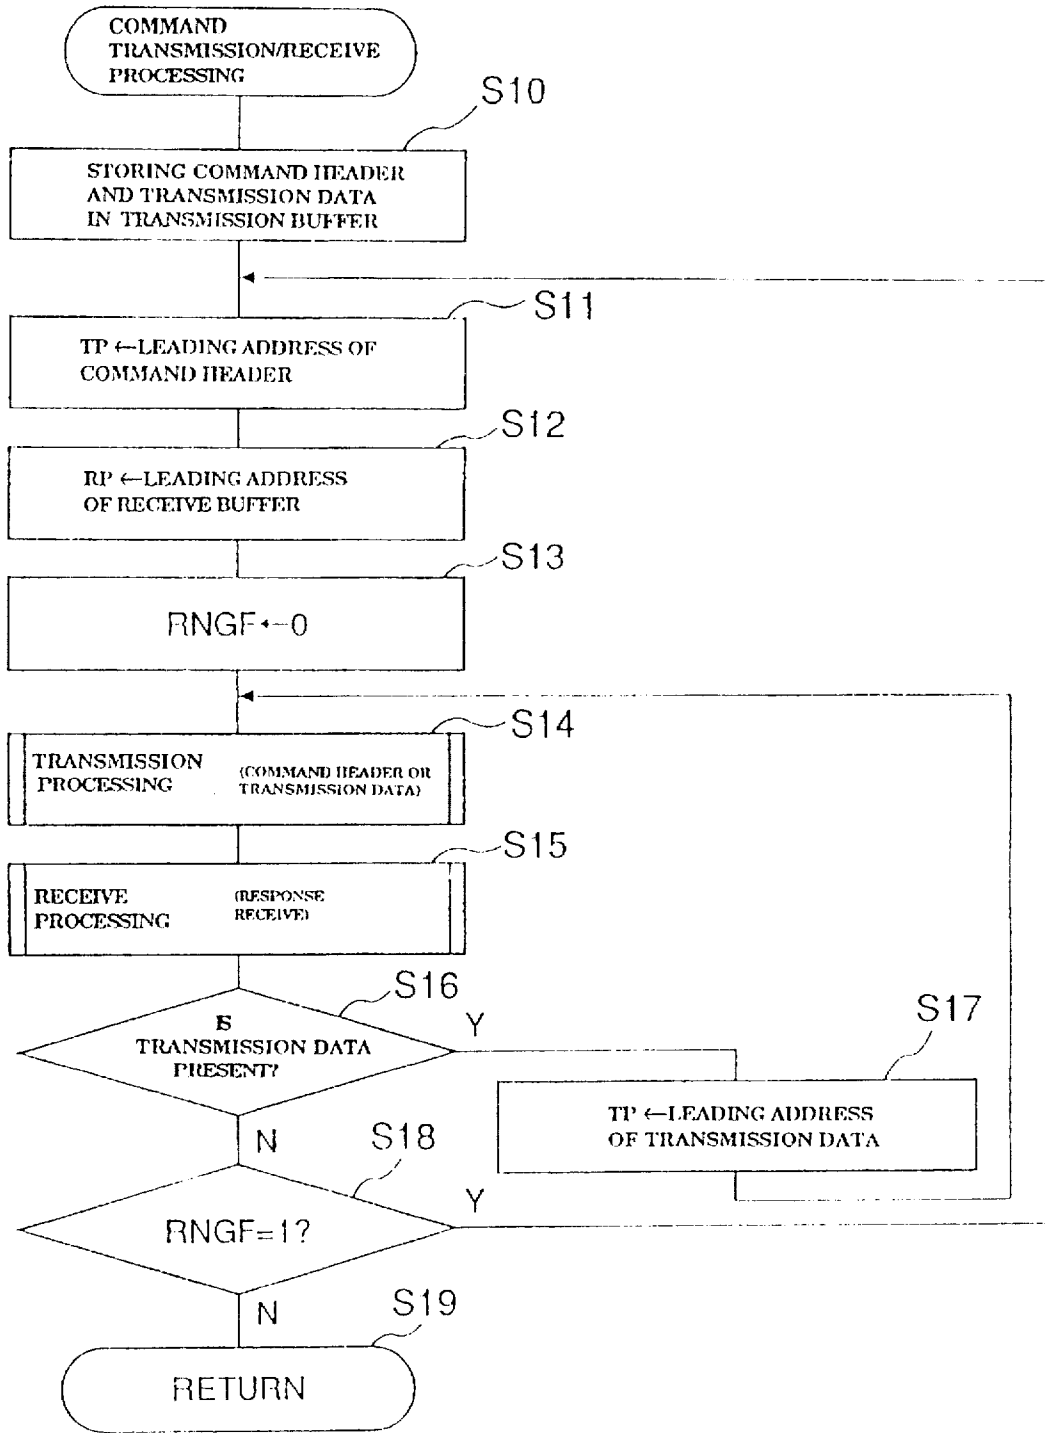 COMMAND
TRANSMISSION/RECEIVE
PROCESSING
S10
STORING COMMAND HEADER
AND TRANSMISSION DATA
IN TRANSMISSION BUFFER
S11
TP ←LEADING ADDRESS OF
COMMAND HEADER
S12
RP ←LEADING ADDRESS
OF RECEIVE BUFFER
S13
RNGF←0
S14
TRANSMISSION
PROCESSING
(COMMAND HEADER OR
TRANSMISSION DATA)
S15
RECEIVE
PROCESSING
(RESPONSE
RECEIVE)
S16
IS
TRANSMISSION DATA
PRESENT?
Y
N
S17
TP ←LEADING ADDRESS
OF TRANSMISSION DATA
S18
RNGF=1?
Y
N
S19
RETURN